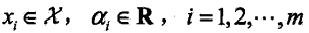 x_i ∈ 𝒳, α_i ∈ **R**, i = 1,2,⋯,m